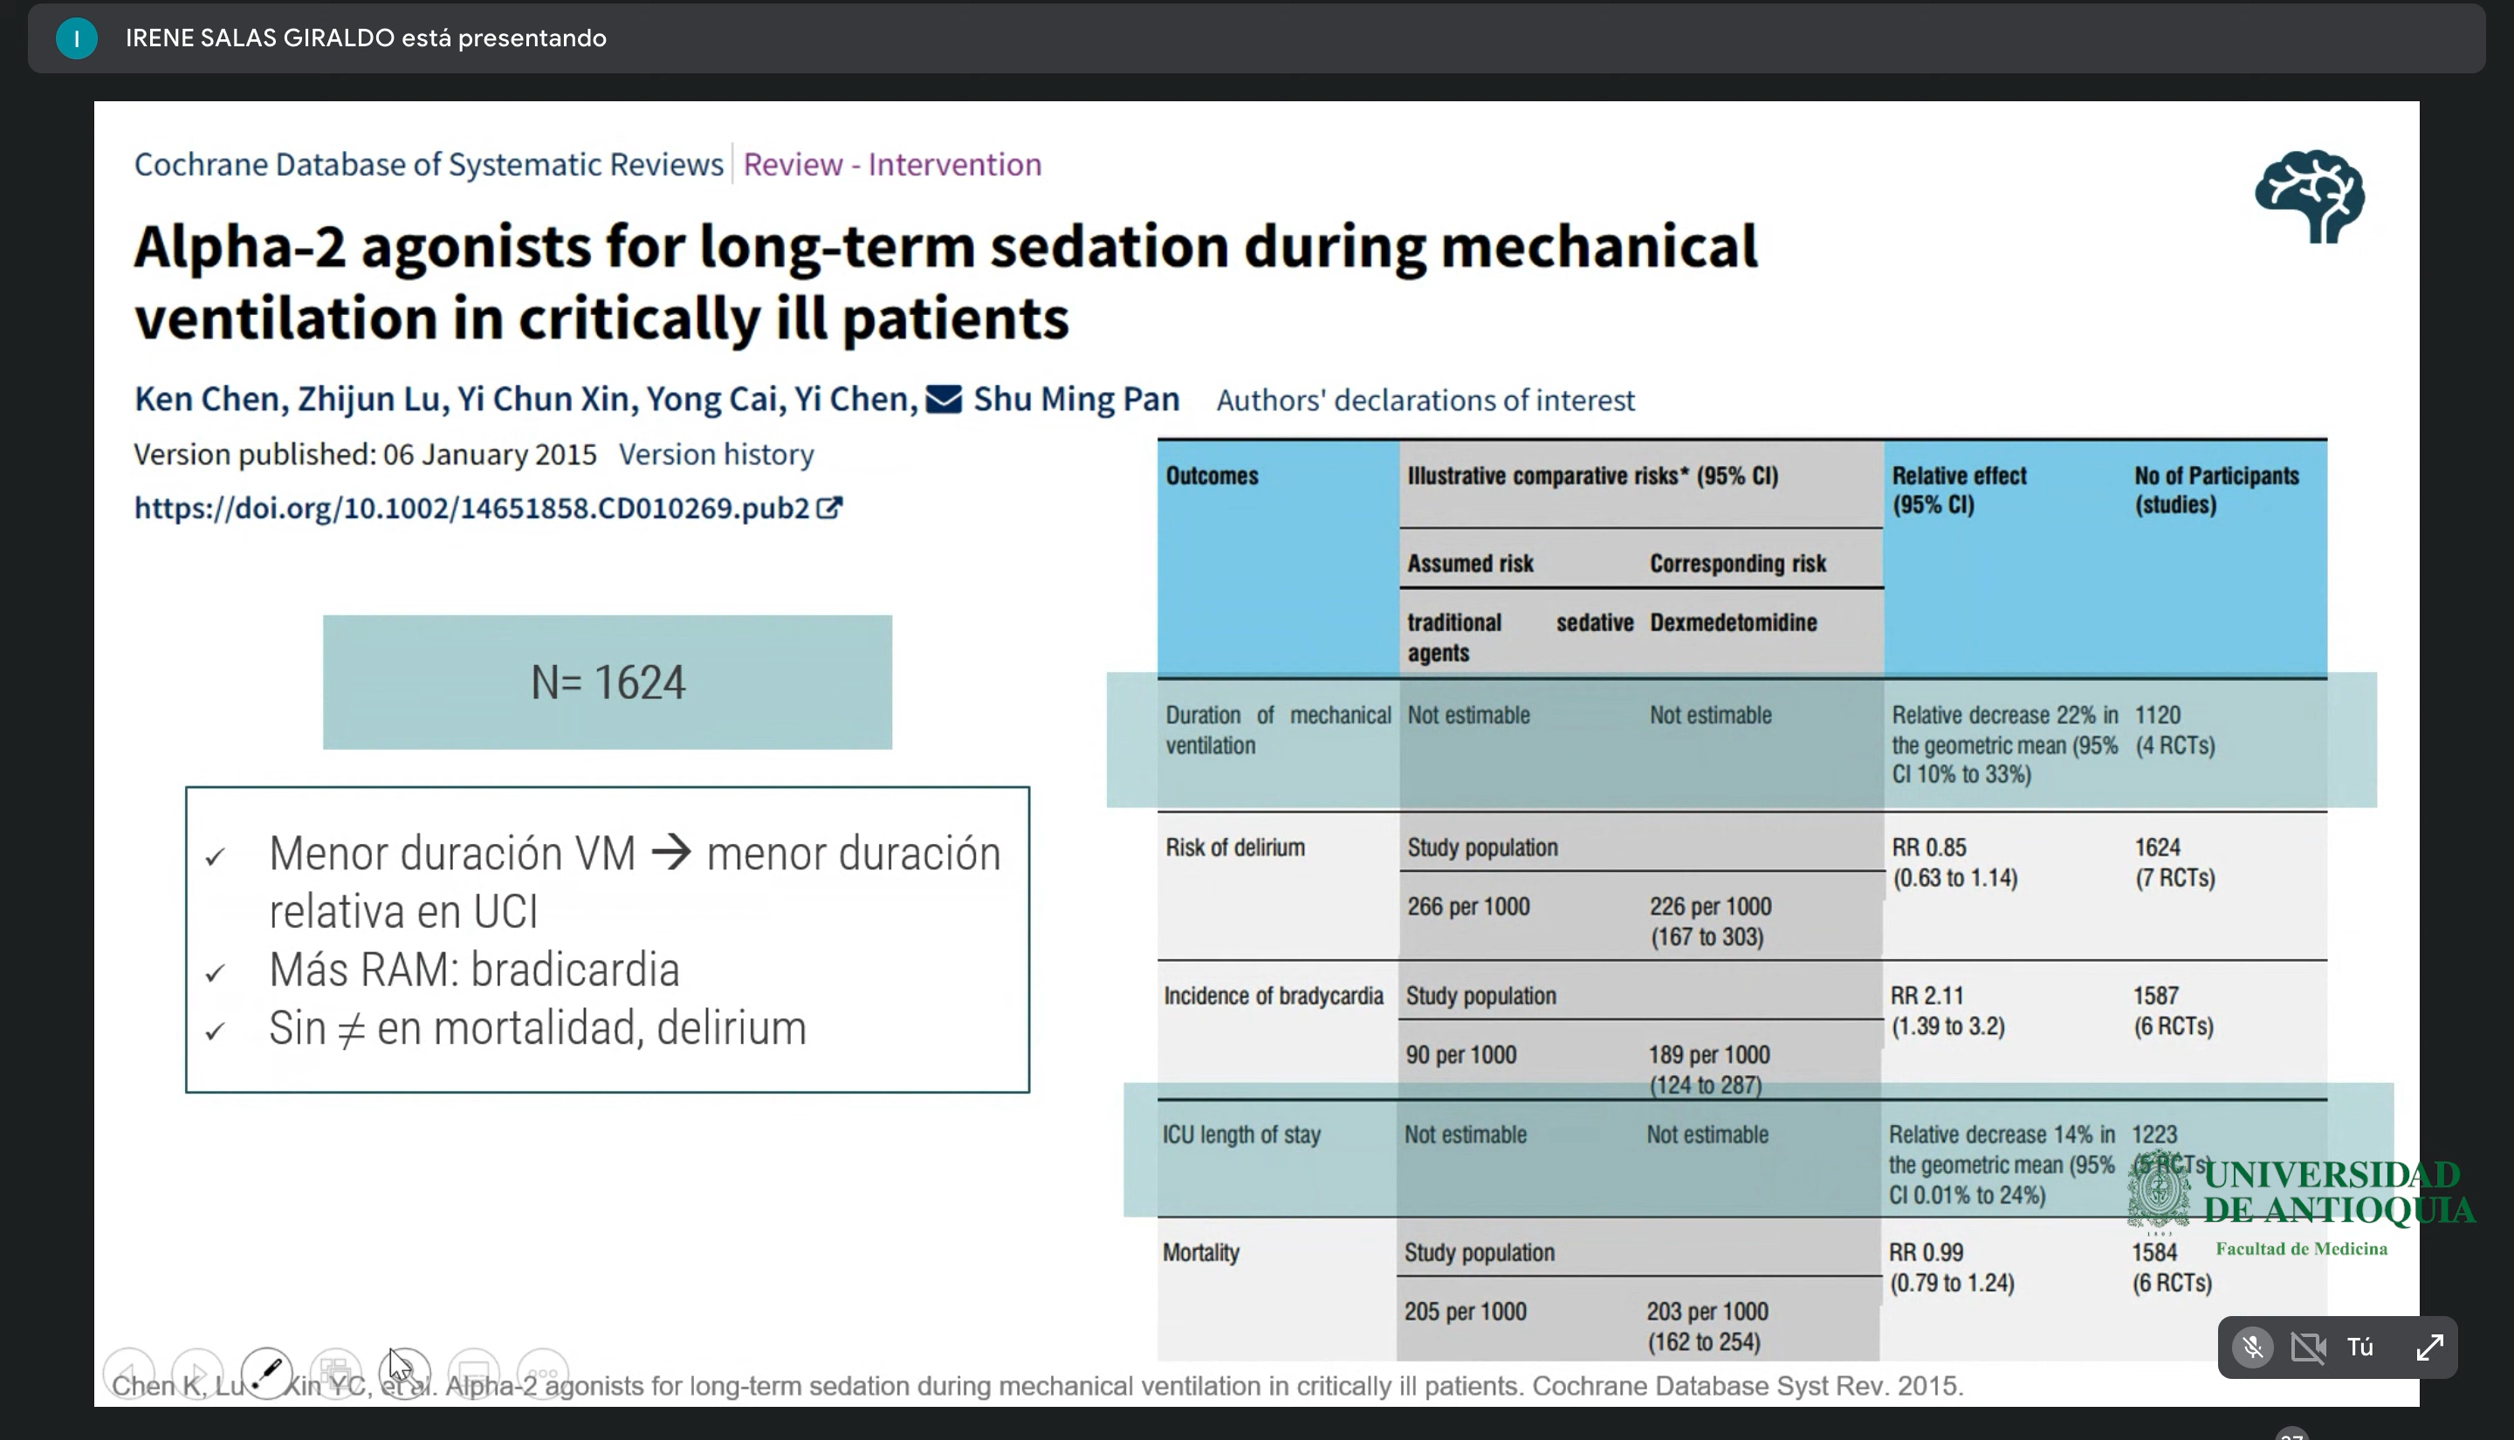 I
IRENE SALAS GIRALDO está presentando
Cochrane Database of Systematic Reviews | Review - Intervention
Alpha-2 agonists for long-term sedation during mechanical
ventilation in critically ill patients
Ken Chen, Zhijun Lu, Yi Chun Xin, Yong Cai, Yi Chen, Shu Ming Pan Authors' declarations of interest
Version published: 06 January 2015 Version history
https://doi.org/10.1002/14651858.CD010269.pub2
N= 1624
✓ Menor duración VM → menor duración
relativa en UCI
✓ Más RAM: bradicardia
✓ Sin ≠ en mortalidad, delirium
Outcomes Illustrative comparative risks* (95% CI) Relative effect No of Participants
(95% CI) (studies)
Assumed risk Corresponding risk
traditional sedative Dexmedetomidine
agents
Duration of mechanical Not estimable Not estimable Relative decrease 22% in 1120
ventilation the geometric mean (95% (4 RCTs)
CI 10% to 33%)
Risk of delirium Study population RR 0.85 1624
(0.63 to 1.14) (7 RCTs)
266 per 1000 226 per 1000
(167 to 303)
Incidence of bradycardia Study population RR 2.11 1587
(1.39 to 3.2) (6 RCTs)
90 per 1000 189 per 1000
(124 to 287)
ICU length of stay Not estimable Not estimable Relative decrease 14% in 1223
the geometric mean (95% (5 RCTs)
CI 0.01% to 24%)
Mortality Study population RR 0.99 1584
(0.79 to 1.24) (6 RCTs)
205 per 1000 203 per 1000
(162 to 254)
UNIVERSIDAD
DE ANTIOQUIA
1803
Facultad de Medicina
Tú
Chen K, Lu Xin YC, et al. Alpha-2 agonists for long-term sedation during mechanical ventilation in critically ill patients. Cochrane Database Syst Rev. 2015.